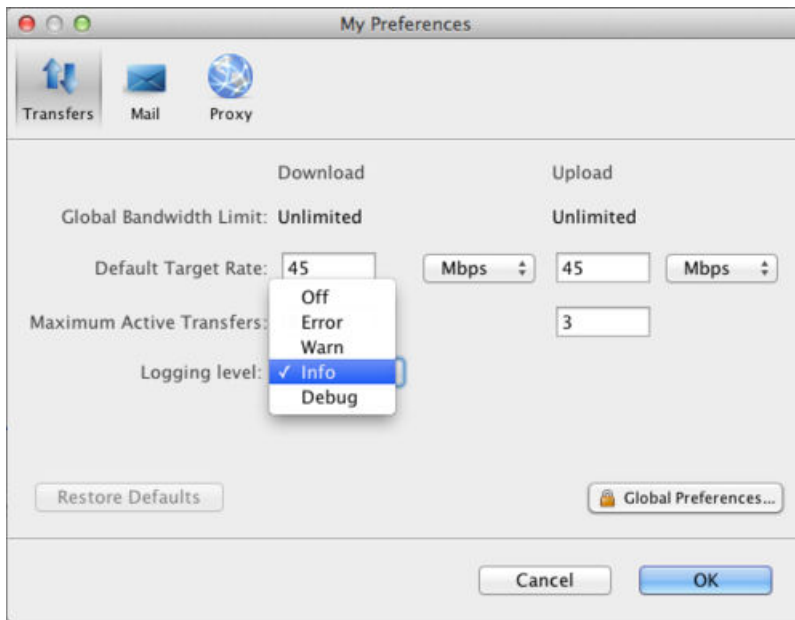 My Preferences
Transfers Mail Proxy
Download Upload
Global Bandwidth Limit: Unlimited Unlimited
Default Target Rate: 45 Mbps 45 Mbps
Off
Maximum Active Transfers: Error 3
Warn
Logging level: ✓ Info
Debug
Restore Defaults Global Preferences...
Cancel OK